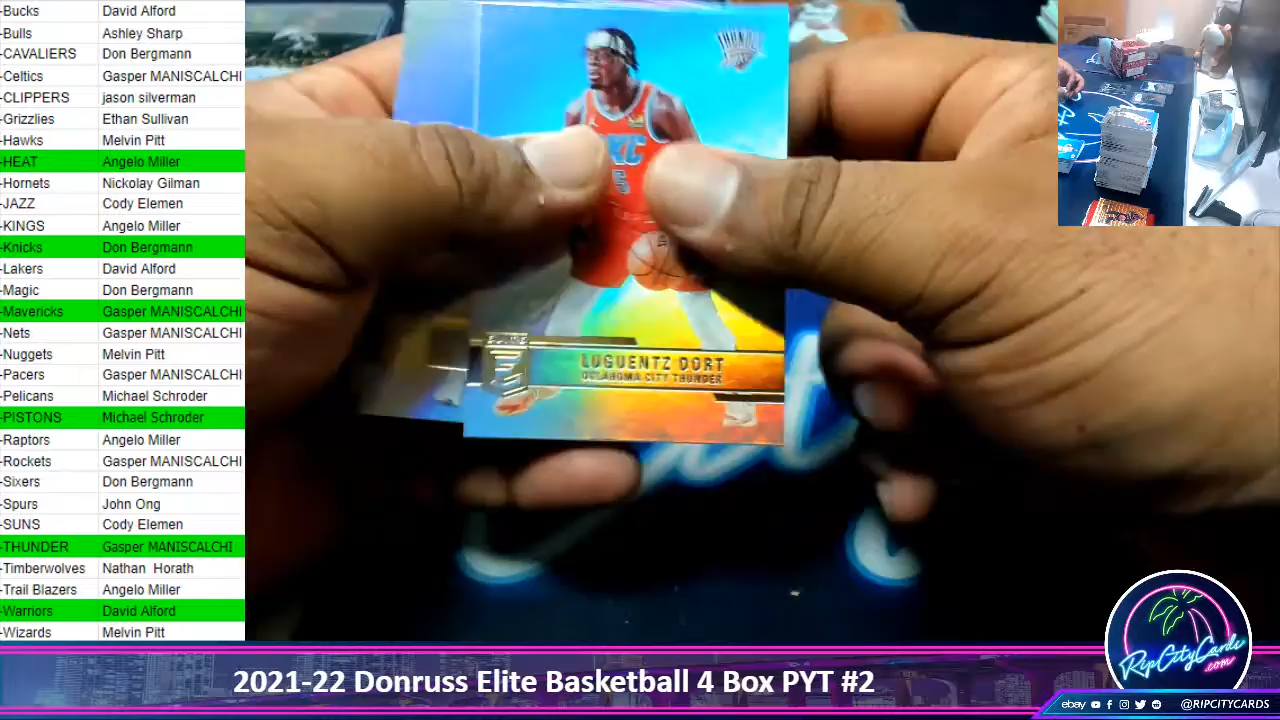 -Bucks David Alford
-Bulls Ashley Sharp
-CAVALIERS Don Bergmann
-Celtics Gasper MANISCALCHI
-CLIPPERS jason silverman
-Grizzlies Ethan Sullivan
-Hawks Melvin Pitt
-HEAT Angelo Miller
-Hornets Nickolay Gilman
-JAZZ Cody Elemen
-KINGS Angelo Miller
-Knicks Don Bergmann
-Lakers David Alford
-Magic Don Bergmann
-Mavericks Gasper MANISCALCHI
-Nets Gasper MANISCALCHI
-Nuggets Melvin Pitt
-Pacers Gasper MANISCALCHI
-Pelicans Michael Schroder
-PISTONS Michael Schroder
-Raptors Angelo Miller
-Rockets Gasper MANISCALCHI
-Sixers Don Bergmann
-Spurs John Ong
-SUNS Cody Elemen
-THUNDER Gasper MANISCALCHI
-Timberwolves Nathan Horath
-Trail Blazers Angelo Miller
-Warriors David Alford
-Wizards Melvin Pitt
THUNDER
OKC
5
LUGUENTZ DORT
OKLAHOMA CITY THUNDER
2021-22 Donruss Elite Basketball 4 Box PYT #2
RipCityCards
.com
ebay @RIPCITYCARDS